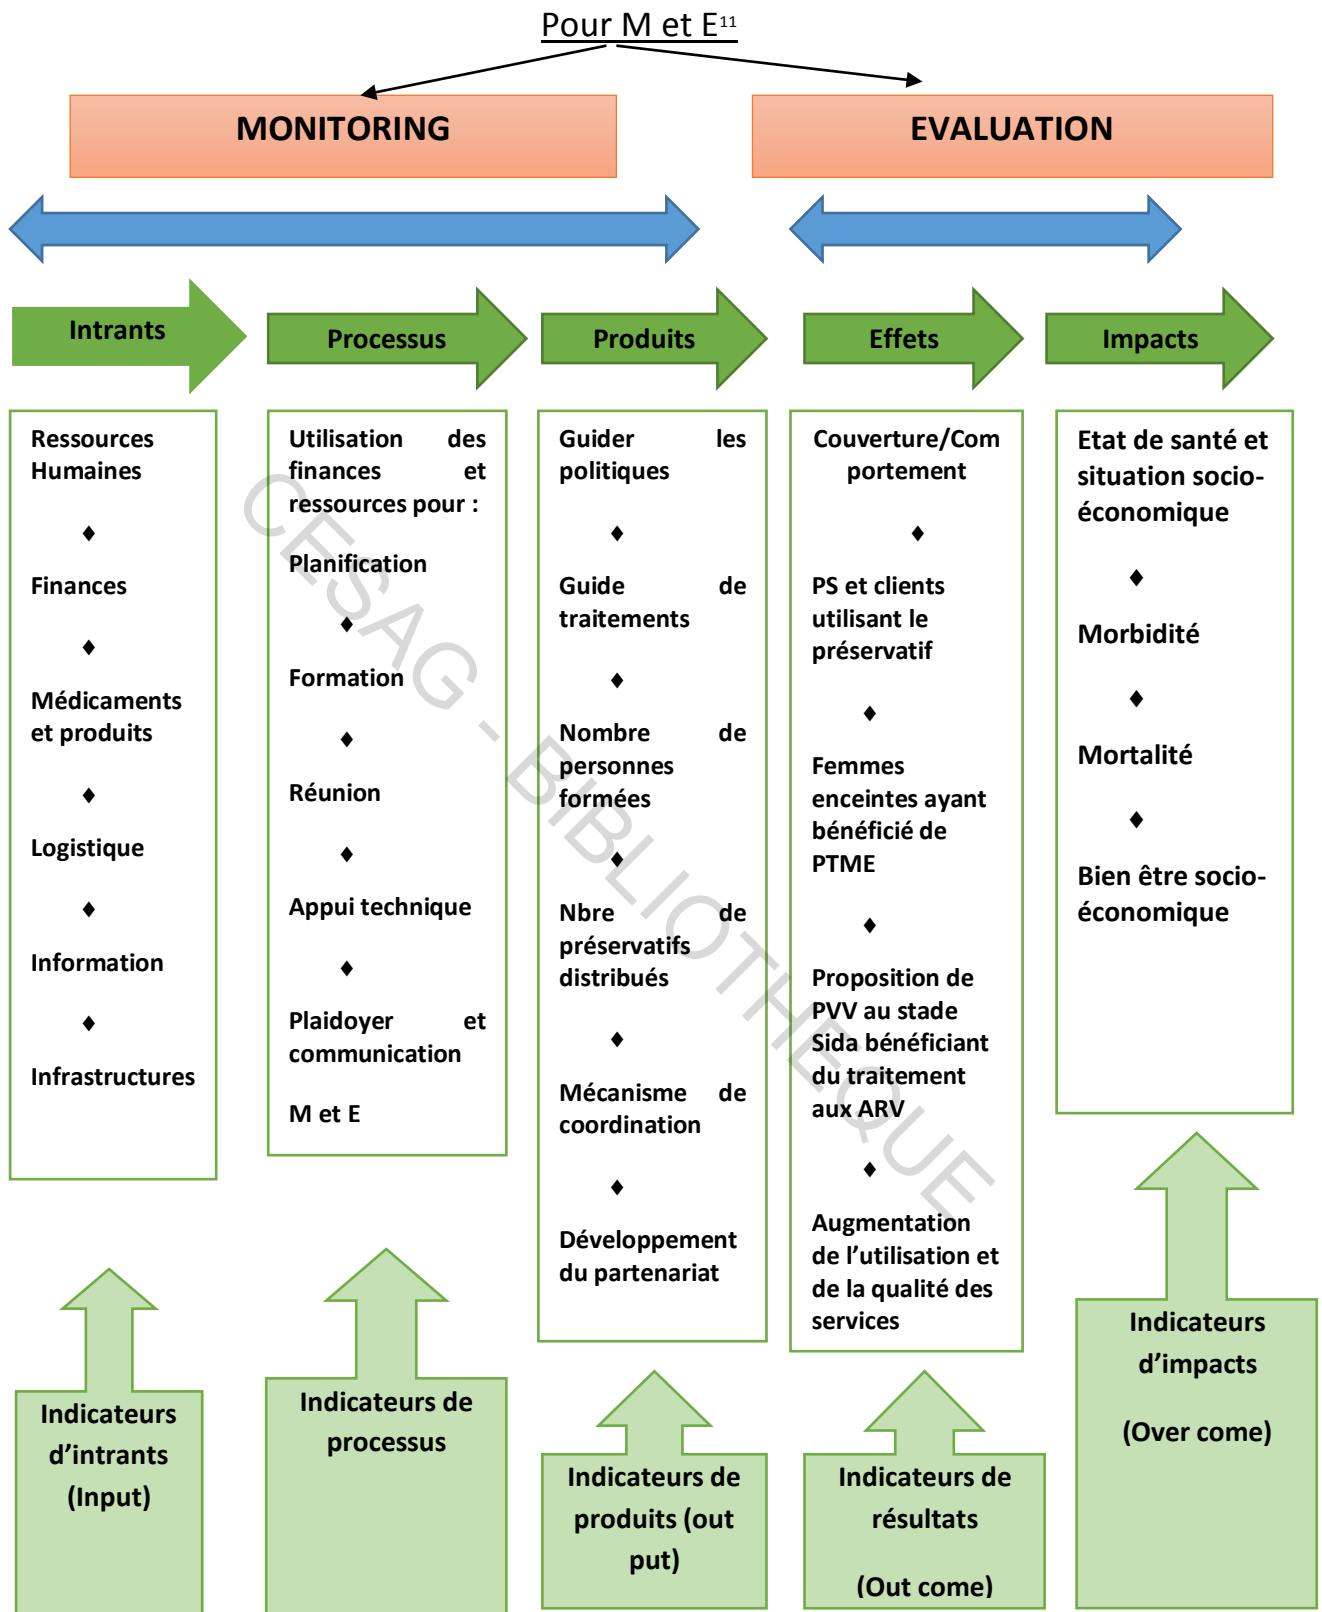 Pour M et E11
MONITORING
EVALUATION
Intrants
Processus
Produits
Effets
Impacts
Ressources
Humaines
♦
Finances
♦
Médicaments
et produits
♦
Logistique
♦
Information
♦
Infrastructures
Utilisation des
finances et
ressources pour :
Planification
♦
Formation
♦
Réunion
♦
Appui technique
♦
Plaidoyer et
communication
M et E
Guider les
politiques
♦
Guide de
traitements
♦
Nombre de
personnes
formées
♦
Nbre de
préservatifs
distribués
♦
Mécanisme de
coordination
♦
Développement
du partenariat
Couverture/Com
portement
♦
PS et clients
utilisant le
préservatif
♦
Femmes
enceintes ayant
bénéficié de
PTME
♦
Proposition de
PVV au stade
Sida bénéficiant
du traitement
aux ARV
♦
Augmentation
de l’utilisation et
de la qualité des
services
Etat de santé et
situation socio-
économique
♦
Morbidité
♦
Mortalité
♦
Bien être socio-
économique
Indicateurs
d’intrants
(Input)
Indicateurs de
processus
Indicateurs de
produits (out
put)
Indicateurs de
résultats
(Out come)
Indicateurs
d’impacts
(Over come)
CESAG - BIBLIOTHEQUE